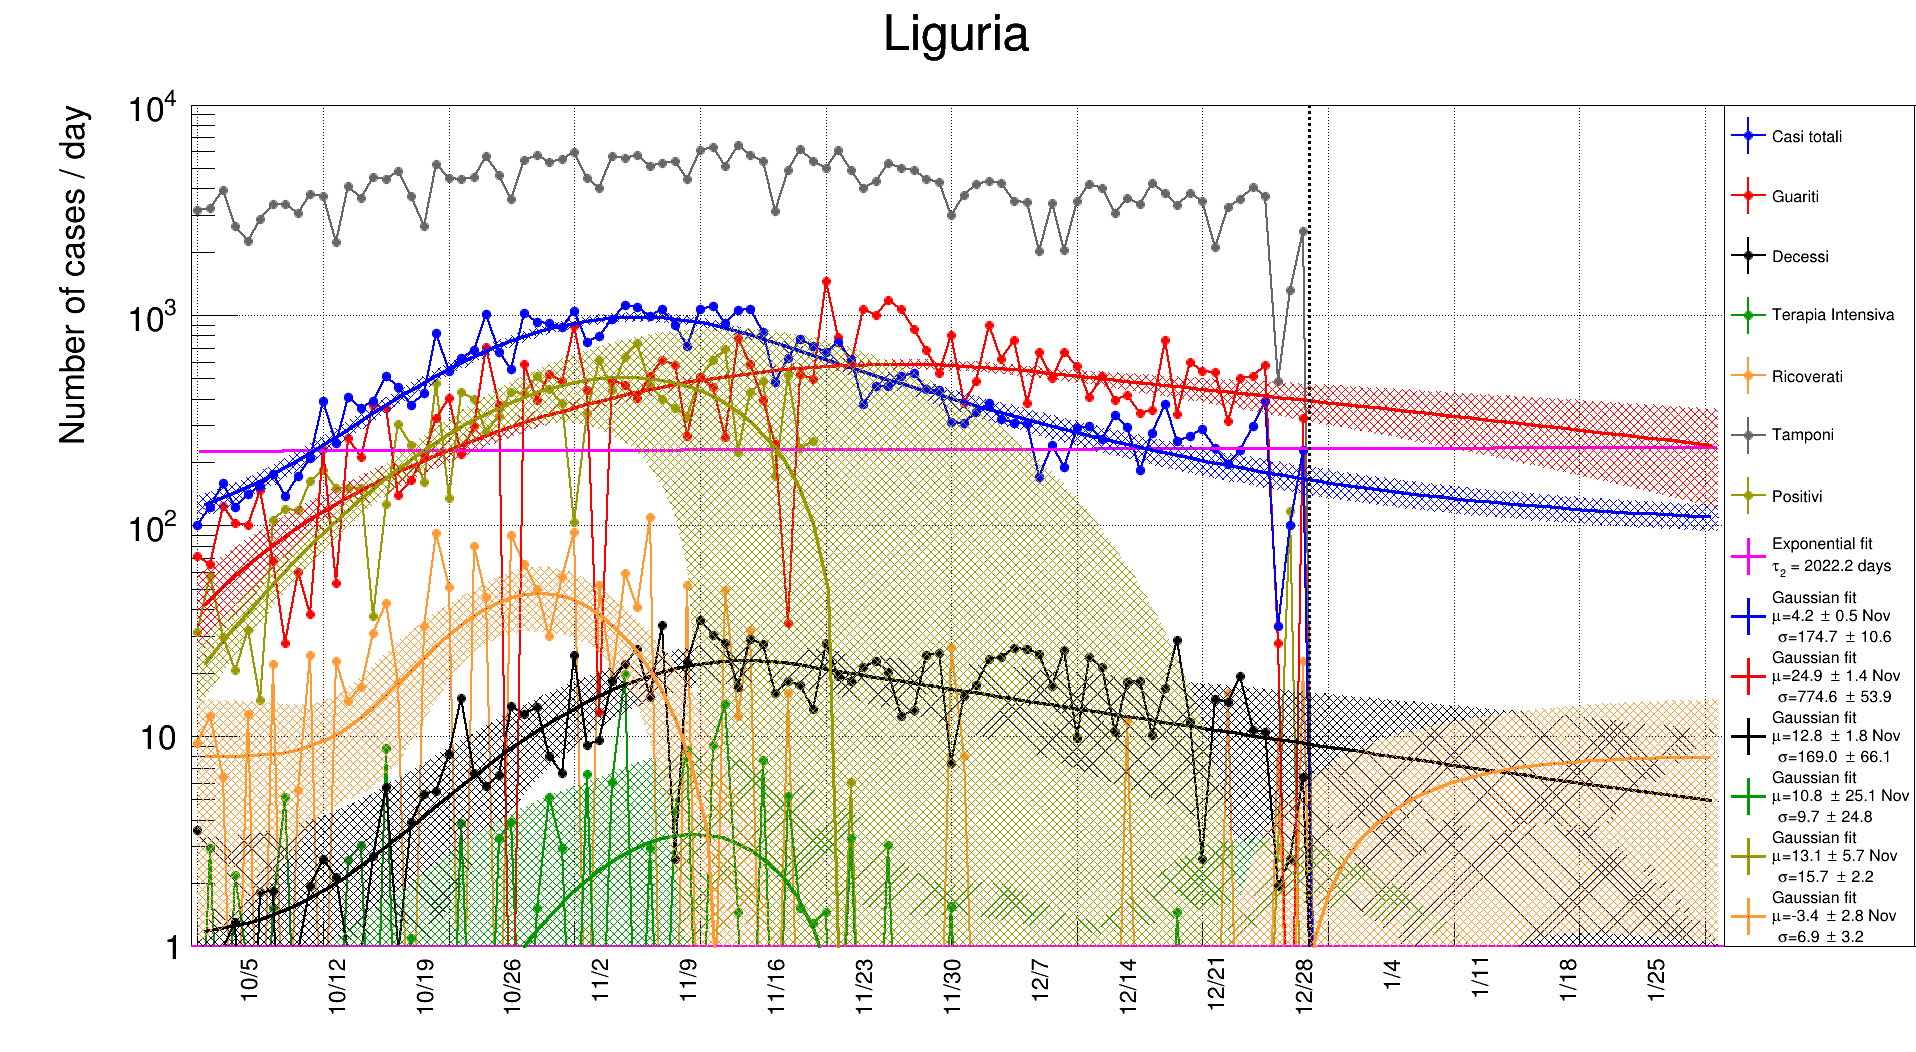 Liguria
Number of cases / day
10^4
10^3
10^2
10
1
10/5
10/12
10/19
10/26
11/2
11/9
11/16
11/23
11/30
12/7
12/14
12/21
12/28
1/4
1/11
1/18
1/25
Casi totali
Guariti
Decessi
Terapia Intensiva
Ricoverati
Tamponi
Positivi
Exponential fit
τ2 = 2022.2 days
Gaussian fit
μ=4.2 ± 0.5 Nov
σ=174.7 ± 10.6
Gaussian fit
μ=24.9 ± 1.4 Nov
σ=774.6 ± 53.9
Gaussian fit
μ=12.8 ± 1.8 Nov
σ=169.0 ± 66.1
Gaussian fit
μ=10.8 ± 25.1 Nov
σ=9.7 ± 24.8
Gaussian fit
μ=13.1 ± 5.7 Nov
σ=15.7 ± 2.2
Gaussian fit
μ=-3.4 ± 2.8 Nov
σ=6.9 ± 3.2